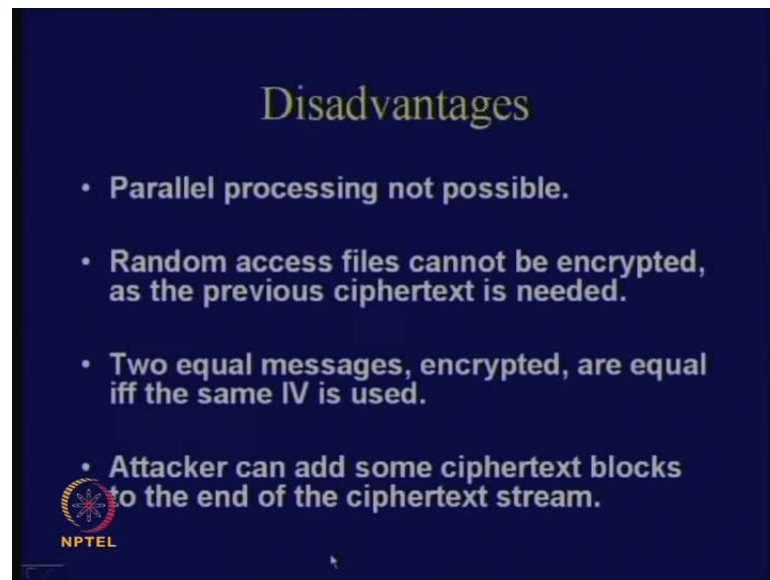 Disadvantages
• Parallel processing not possible.
• Random access files cannot be encrypted,
as the previous ciphertext is needed.
• Two equal messages, encrypted, are equal
iff the same IV is used.
• Attacker can add some ciphertext blocks
to the end of the ciphertext stream.
NPTEL